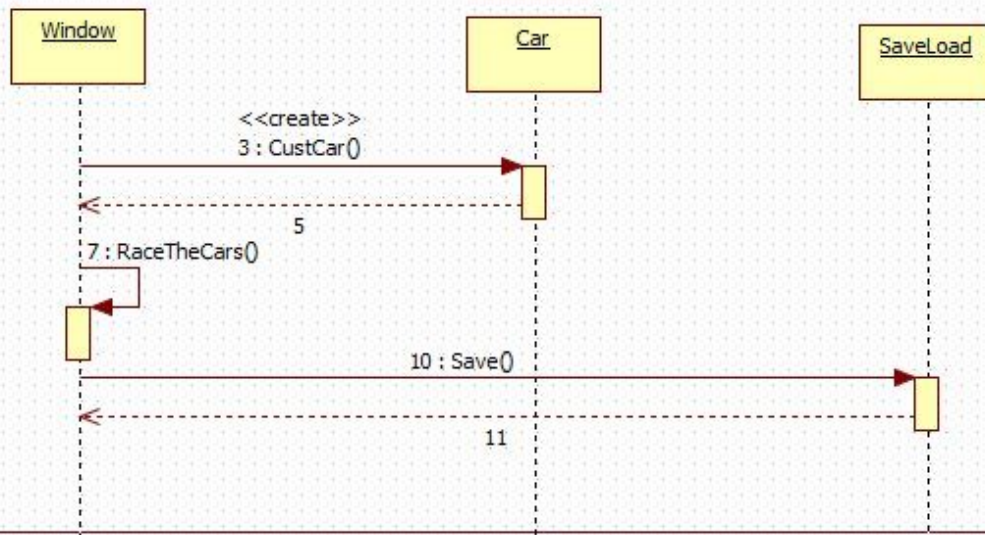 Window
Car
SaveLoad
<<create>>
3 : CustCar()
5
7 : RaceTheCars()
10 : Save()
11